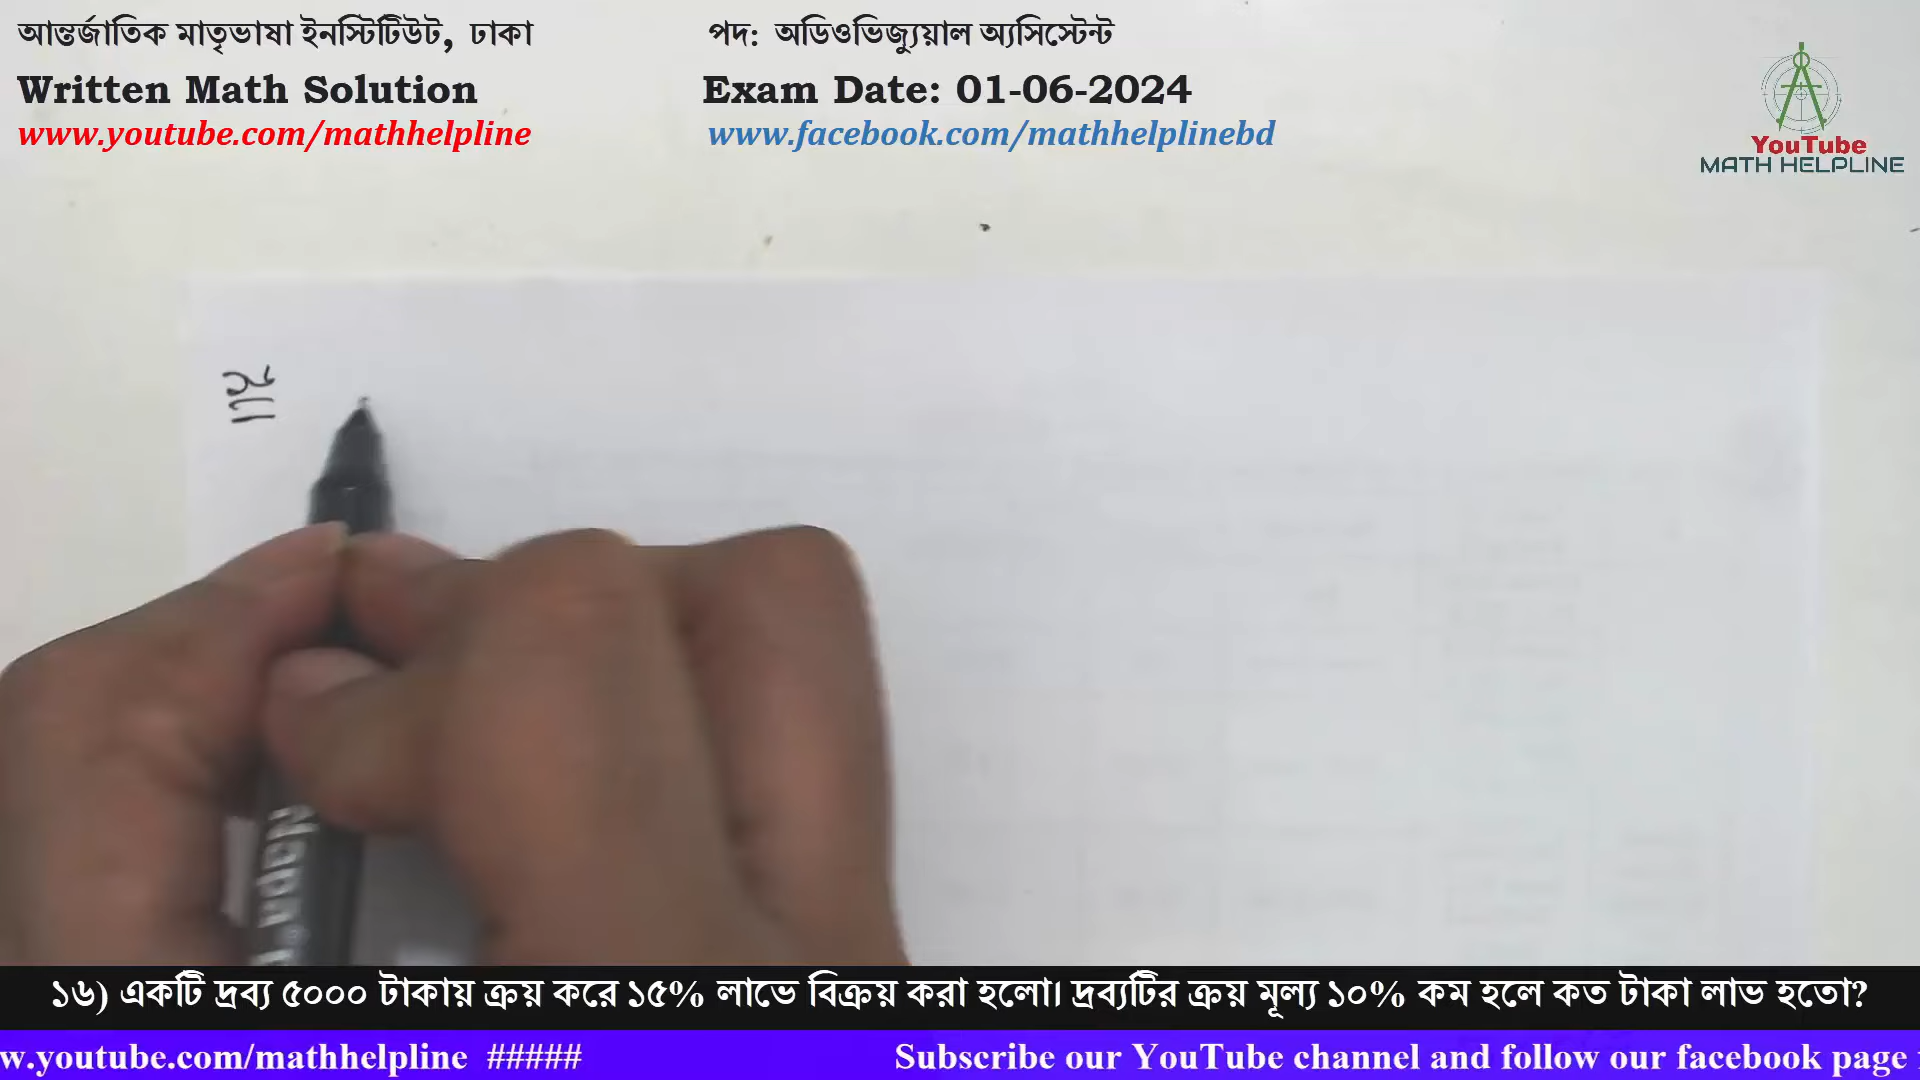 আন্তর্জাতিক মাতৃভাষা ইনস্টিটিউট, ঢাকা
পদ: অডিওভিজ্যুয়াল অ্যসিস্টেন্ট
Written Math Solution
Exam Date: 01-06-2024
www.youtube.com/mathhelpline
www.facebook.com/mathhelplinebd
YouTube
MATH HELPLINE
১৬) একটি দ্রব্য ৫০০০ টাকায় ক্রয় করে ১৫% লাভে বিক্রয় করা হলো। দ্রব্যটির ক্রয় মূল্য ১০% কম হলে কত টাকা লাভ হতো?
w.youtube.com/mathhelpline #####
Subscribe our YouTube channel and follow our facebook page